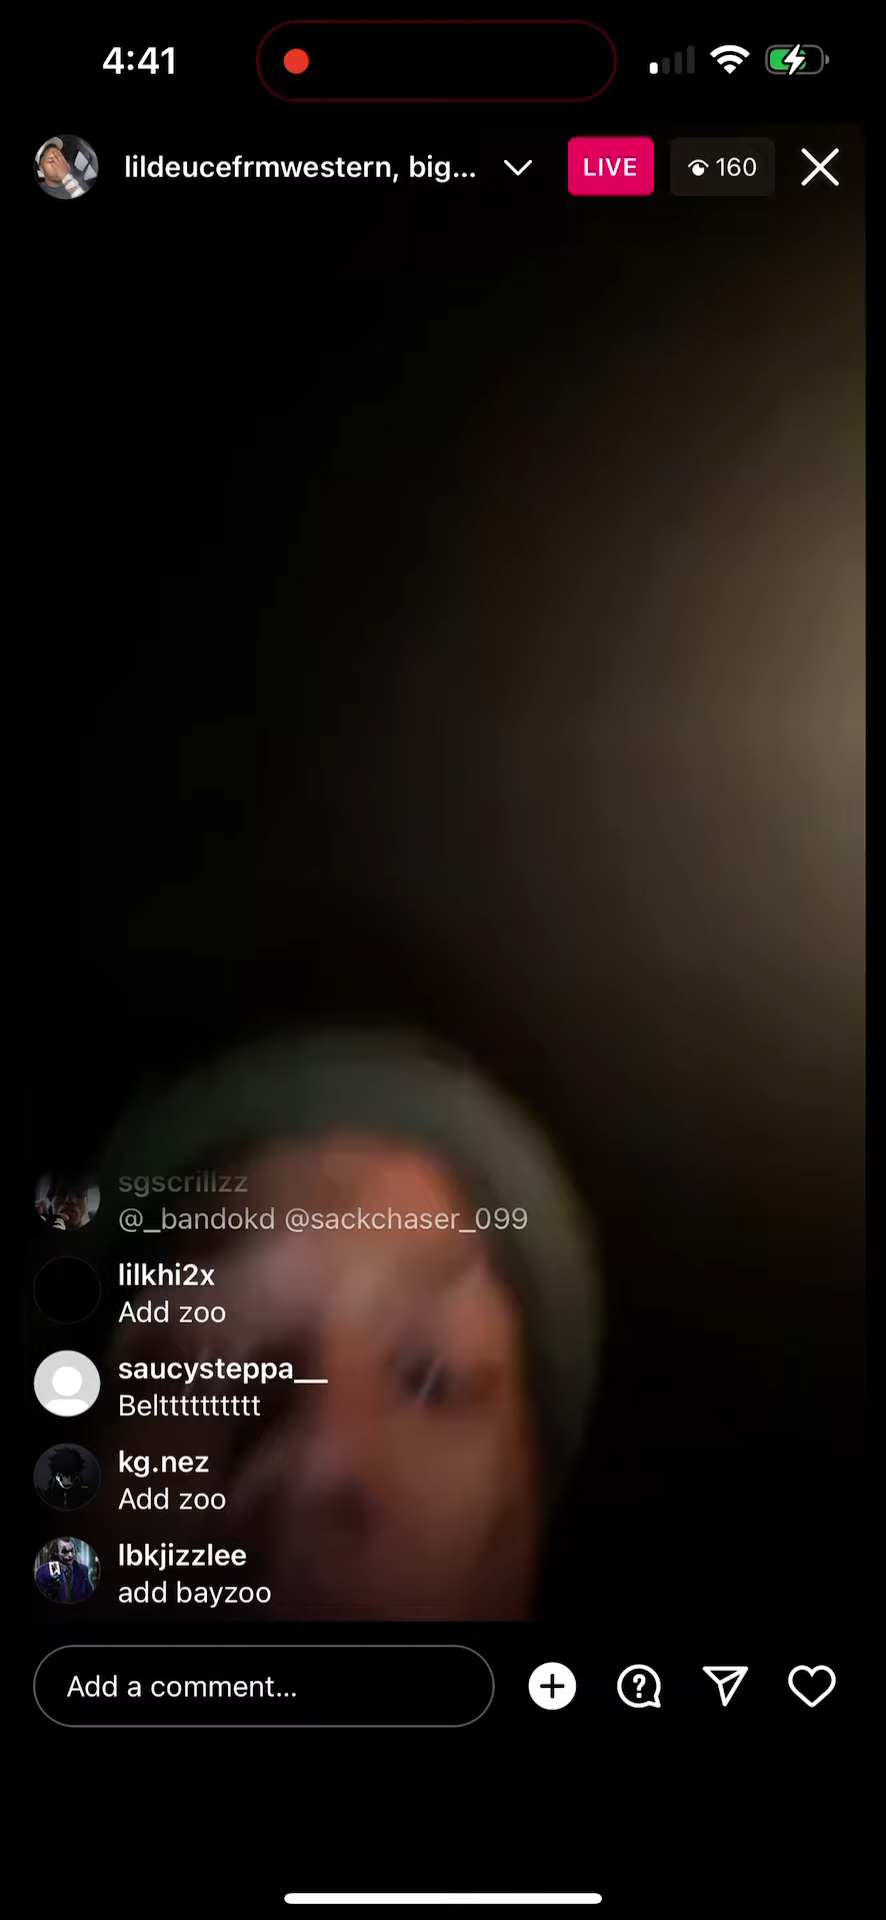 4:41
lildeucefrmwestern, big...
LIVE
160
sgscrillzz
@_bandokd @sackchaser_099
lilkhi2x
Add zoo
saucysteppa__
Belttttttttttt
kg.nez
Add zoo
lbkjizzlee
add bayzoo
Add a comment...